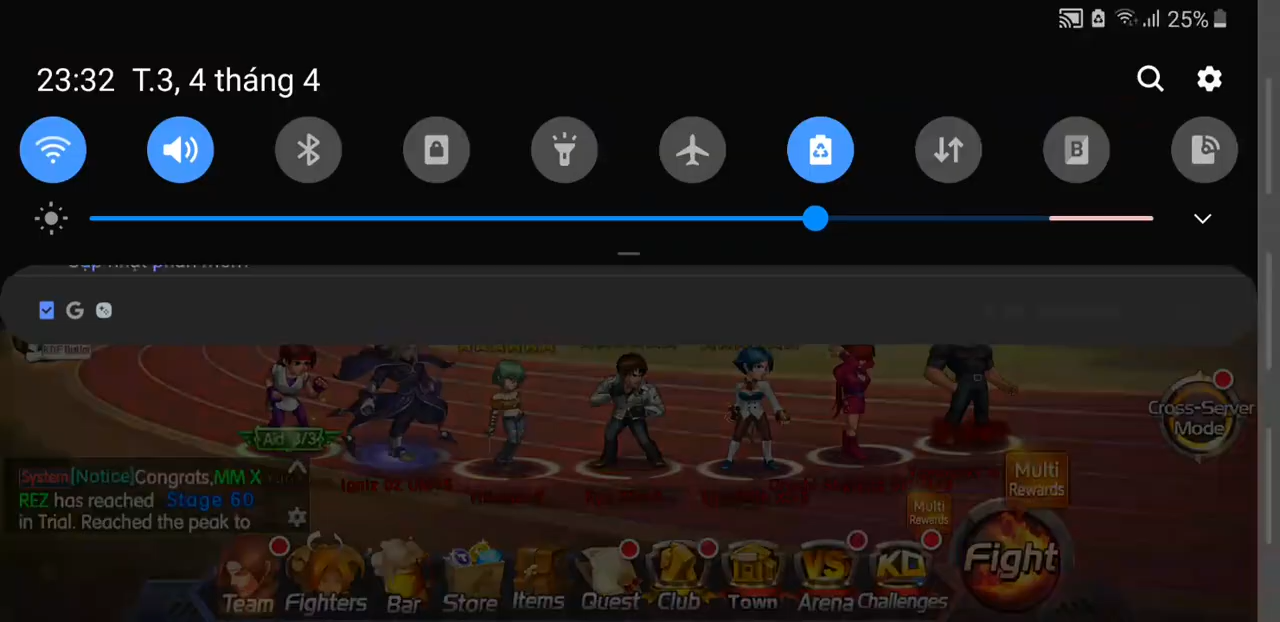 25%
23:32 T.3, 4 tháng 4
B
G
Aid 3/3
Cross-Server
Mode
[System][Notice]Congrats,MM X
REZ has reached Stage 60
in Trial. Reached the peak to
Multi
Rewards
Multi
Rewards
Fight
VS
KO
Team Fighters Bar Store Items Quest Club Town Arena Challenges